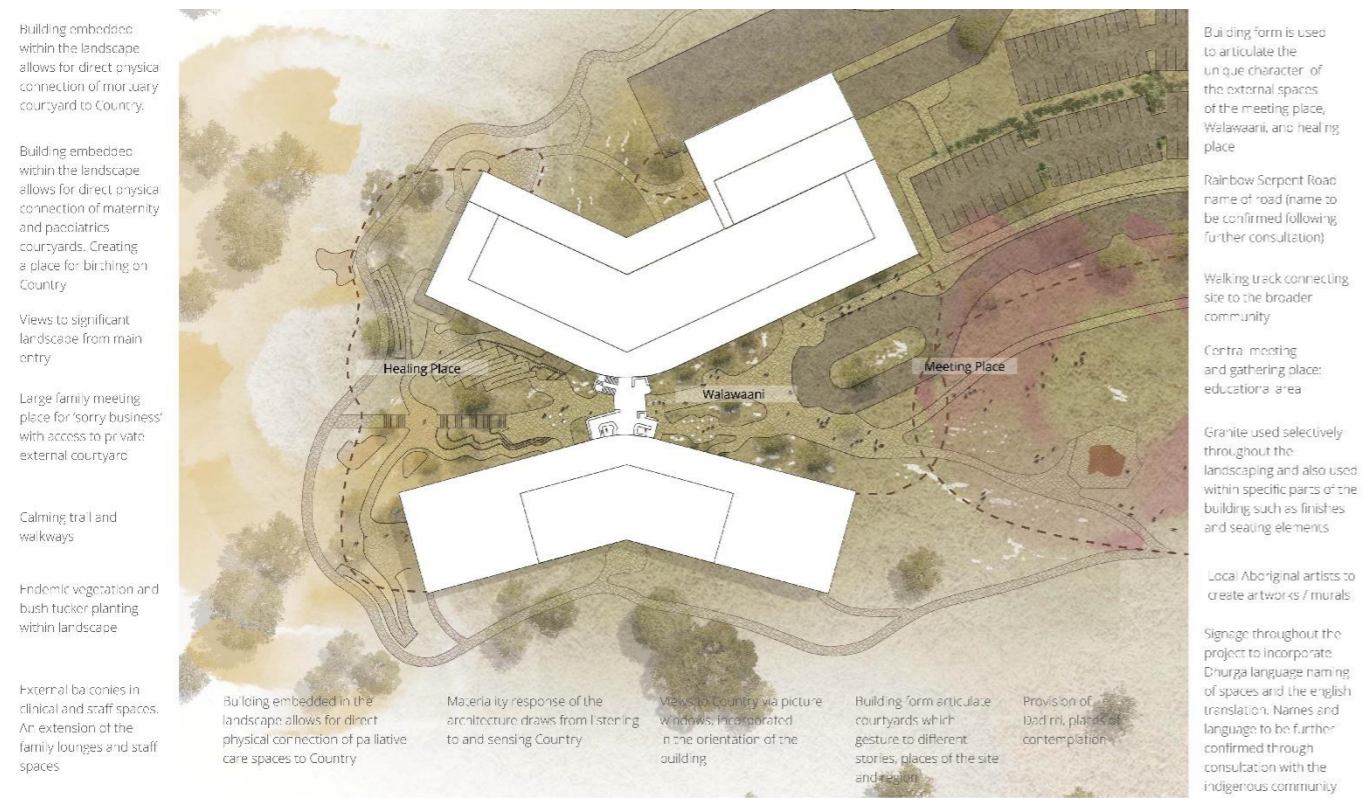 Building embedded
within the landscape
allows for direct physical
connection of mortuary
courtyard to Country.
Building embedded
within the landscape
allows for direct physical
connection of maternity
and paediatrics
courtyards. Creating
a place for birthing on
Country
Views to significant
landscape from main
entry
Large family meeting
place for 'sorry business'
with access to private
external courtyard
Calming trail and
walkways
Endemic vegetation and
bush tucker planting
within landscape
External balconies in
clinical and staff spaces.
An extension of the
family lounges and staff
spaces
Healing Place
Walawaani
Meeting Place
Building embedded in the
landscape allows for direct
physical connection of palliative
care spaces to Country
Materiality response of the
architecture draws from listening
to and sensing Country
Views to Country via picture
windows, incorporated
in the orientation of the
building
Building form articulate
courtyards which
gesture to different
stories, places of the site
and region
Provision of
Dadirri, places of
contemplation
Building form is used
to articulate the
unique character of
the external spaces
of the meeting place,
Walawaani, and healing
place
Rainbow Serpent Road
name of road (name to
be confirmed following
further consultation)
Walking track connecting
site to the broader
community
Central meeting
and gathering place:
educational area
Granite used selectively
throughout the
landscaping and also used
within specific parts of the
building such as finishes
and seating elements
Local Aboriginal artists to
create artworks / murals
Signage throughout the
project to incorporate
Dhurga language naming
of spaces and the english
translation. Names and
language to be further
confirmed through
consultation with the
indigenous community